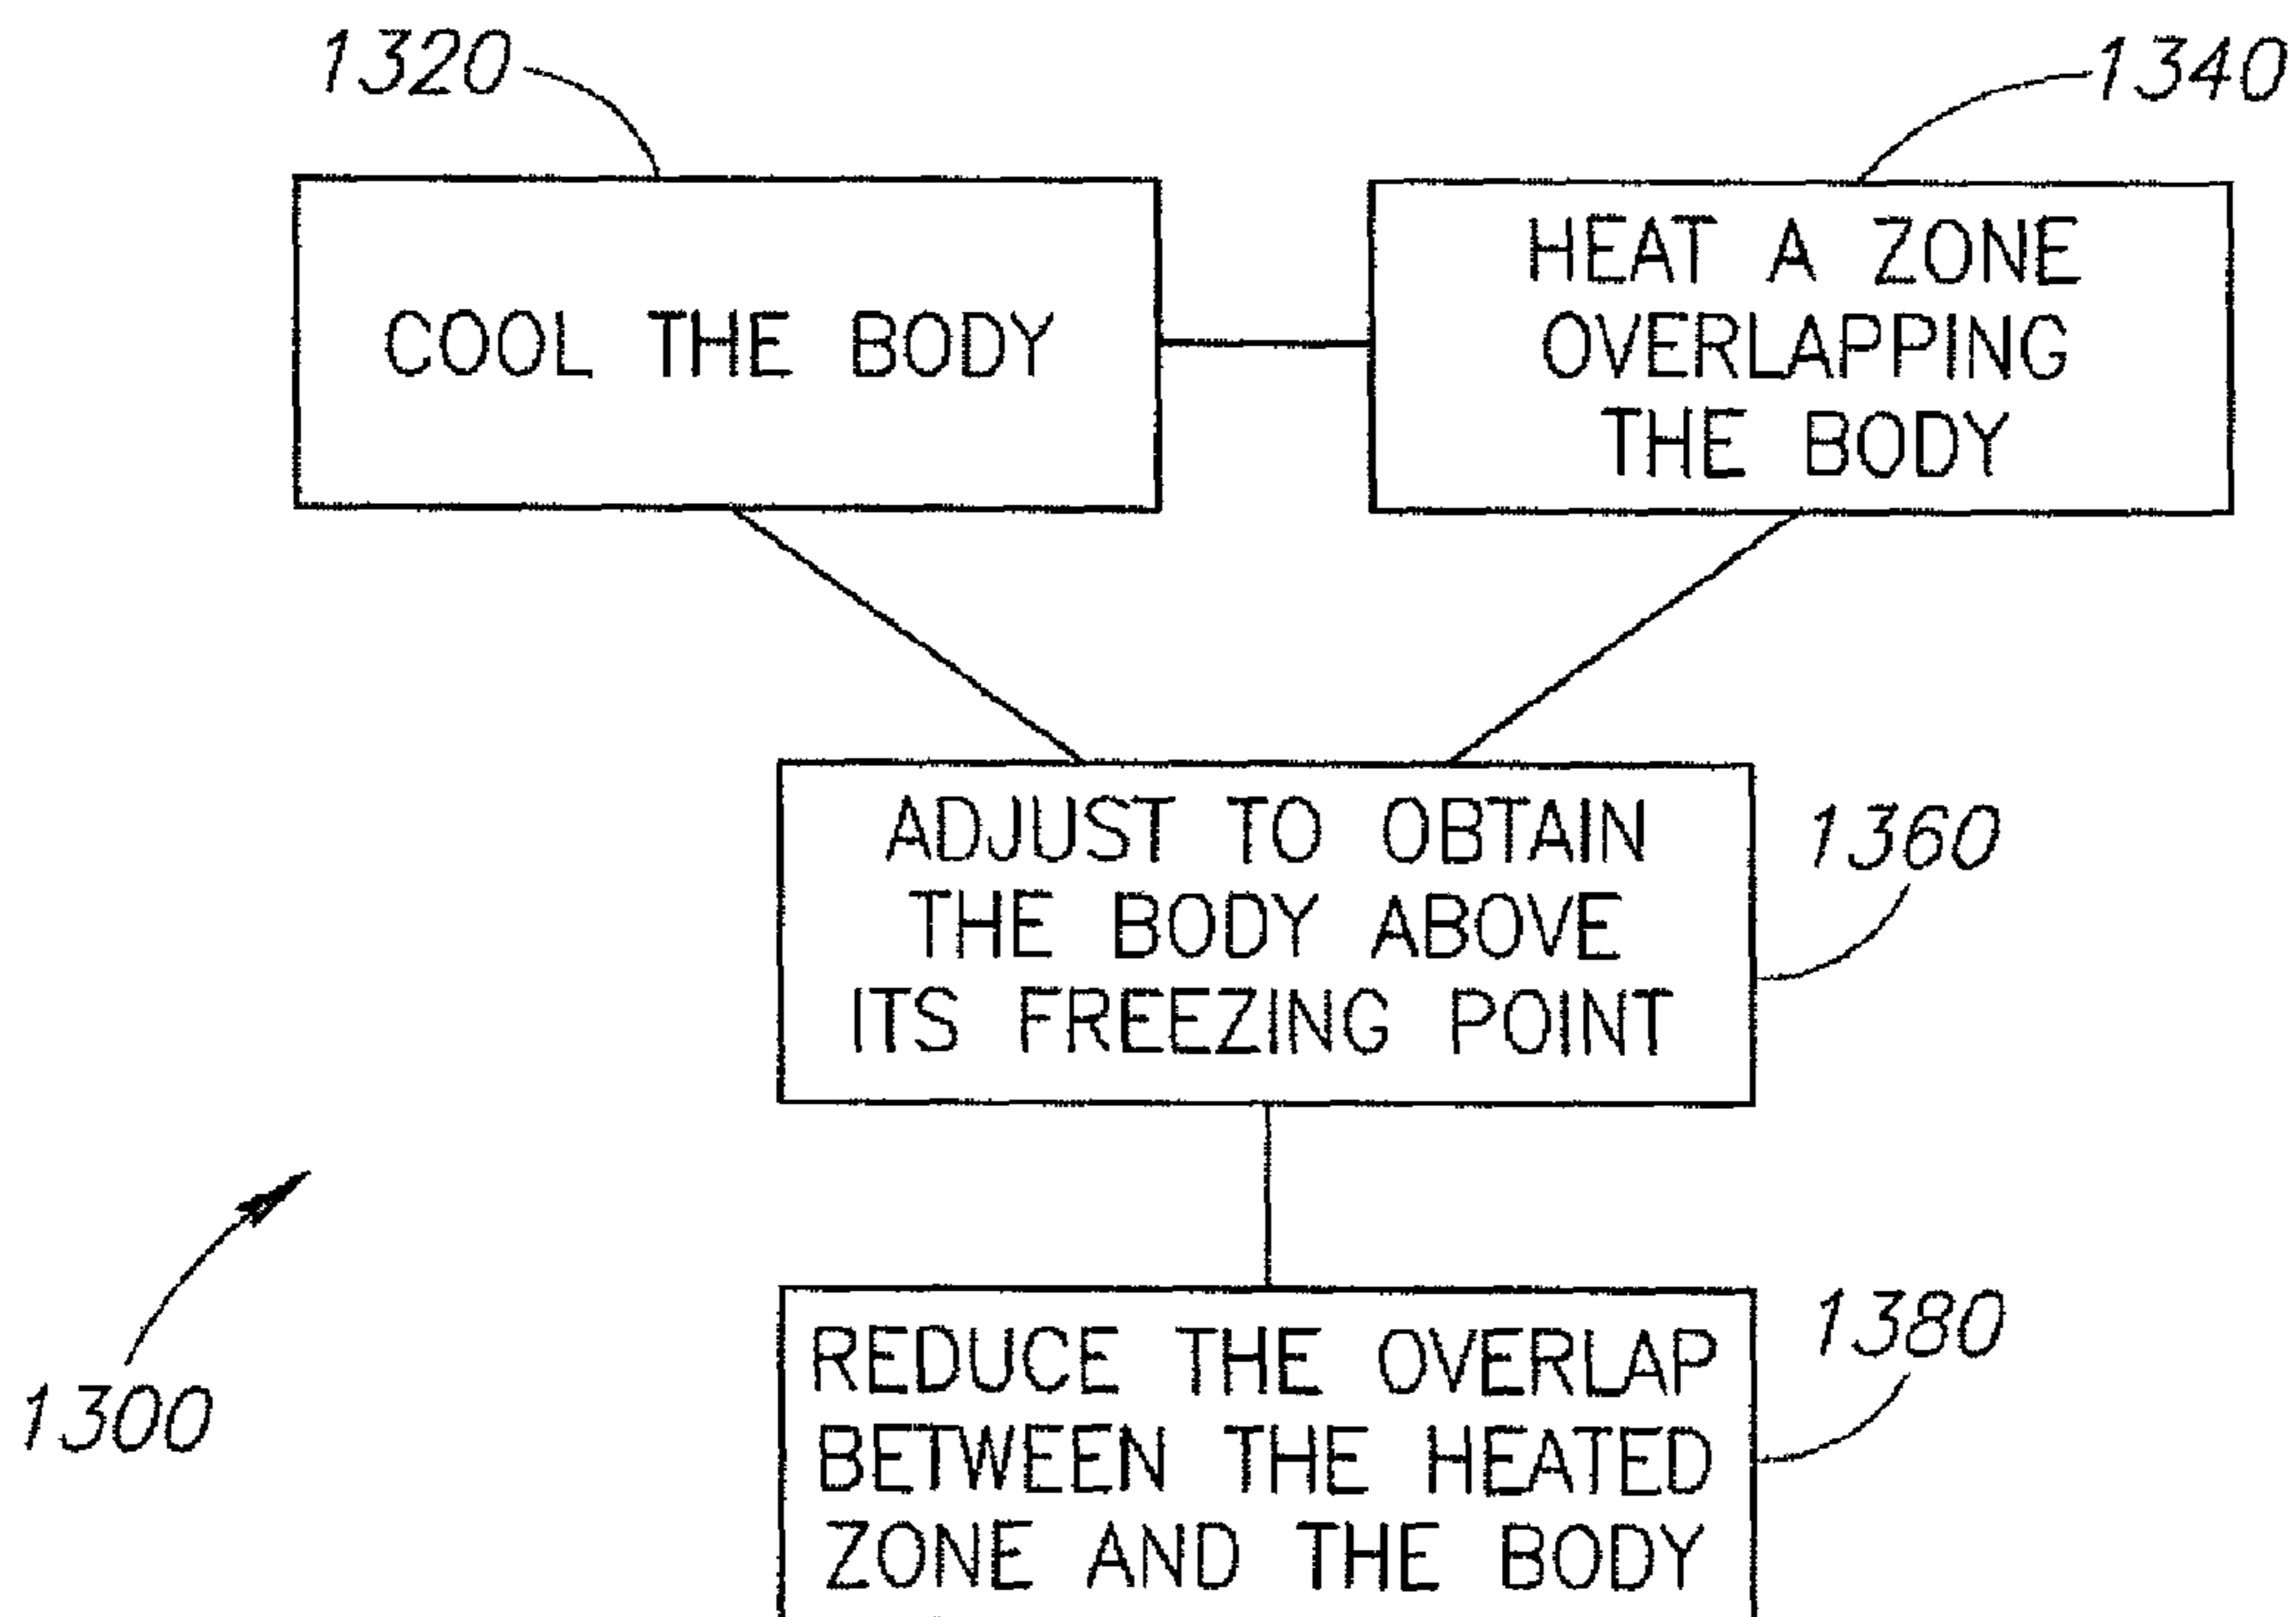 1320
1340
COOL THE BODY
HEAT A ZONE
OVERLAPPING
THE BODY
ADJUST TO OBTAIN
THE BODY ABOVE
ITS FREEZING POINT
1360
1300
REDUCE THE OVERLAP
BETWEEN THE HEATED
ZONE AND THE BODY
1380